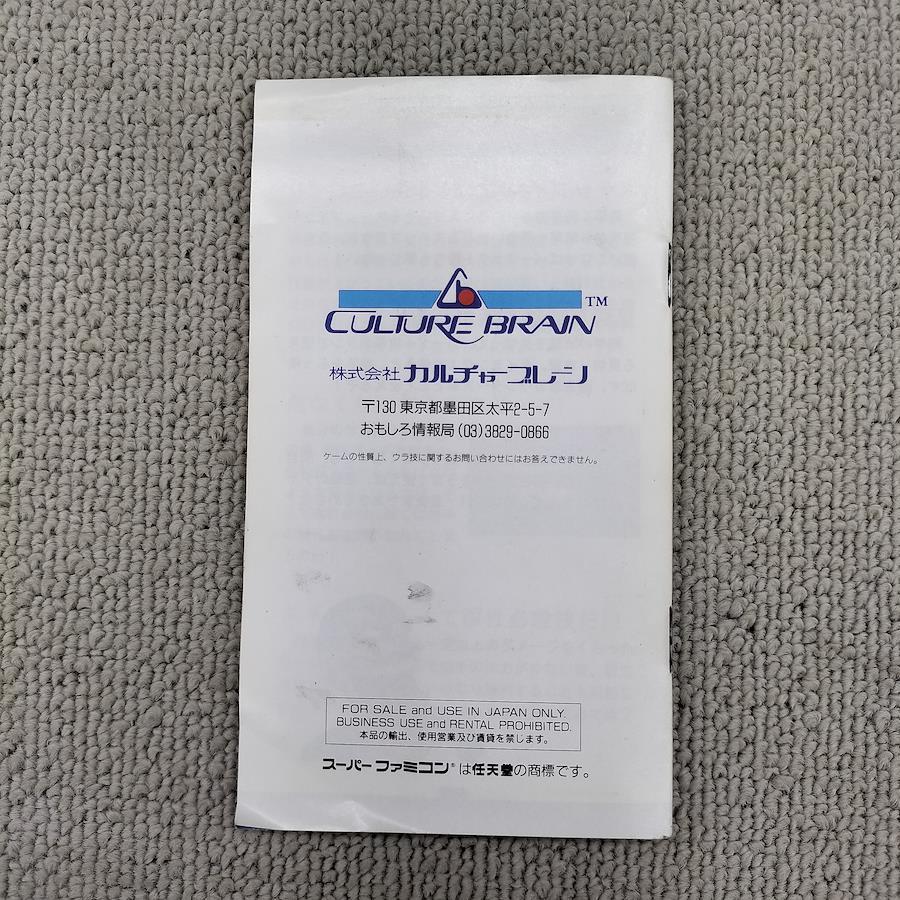 CULTURE BRAIN TM
株式会社 カルチャーブレーン
〒130 東京都墨田区太平2-5-7
おもしろ情報局 (03)3829-0866
ゲームの性質上、ウラ技に関するお問い合わせにはお答えできません。
FOR SALE and USE IN JAPAN ONLY.
BUSINESS USE and RENTAL PROHIBITED.
本品の輸出、使用営業及び賃貸を禁じます。
スーパーファミコン®は任天堂の商標です。